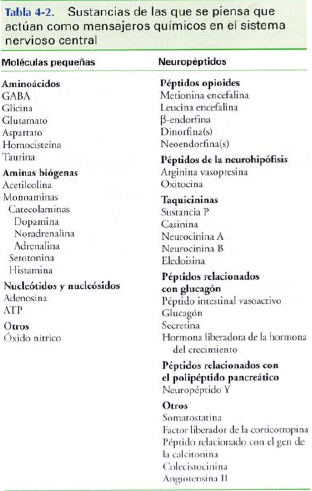 Tabla 4-2. Sustancias de las que se piensa que
actúan como mensajeros químicos en el sistema
nervioso central
Moléculas pequeñas
Aminoácidos
GABA
Glicina
Glutamato
Aspartato
Homocisteína
Taurina
Aminas biógenas
Acetilcolina
Monoaminas
Catecolaminas
Dopamina
Noradrenalina
Adrenalina
Serotonina
Histamina
Nucleótidos y nucleósidos
Adenosina
ATP
Otros
Óxido nítrico
Neuropéptidos
Péptidos opioides
Metionina encefalina
Leucina encefalina
β-endorfina
Dinorfina(s)
Neoendorfina(s)
Péptidos de la neurohipófisis
Arginina vasopresina
Oxitocina
Taquicininas
Sustancia P
Casinina
Neurocinina A
Neurocinina B
Eledoisina
Péptidos relacionados
con glucagón
Péptido intestinal vasoactivo
Glucagón
Secretina
Hormona liberadora de la hormona
del crecimiento
Péptidos relacionados con
el polipéptido pancreático
Neuropéptido Y
Otros
Somatostatina
Factor liberador de la corticotropina
Péptido relacionado con el gen de
la calcitonina
Colecistocinina
Angiotensina II